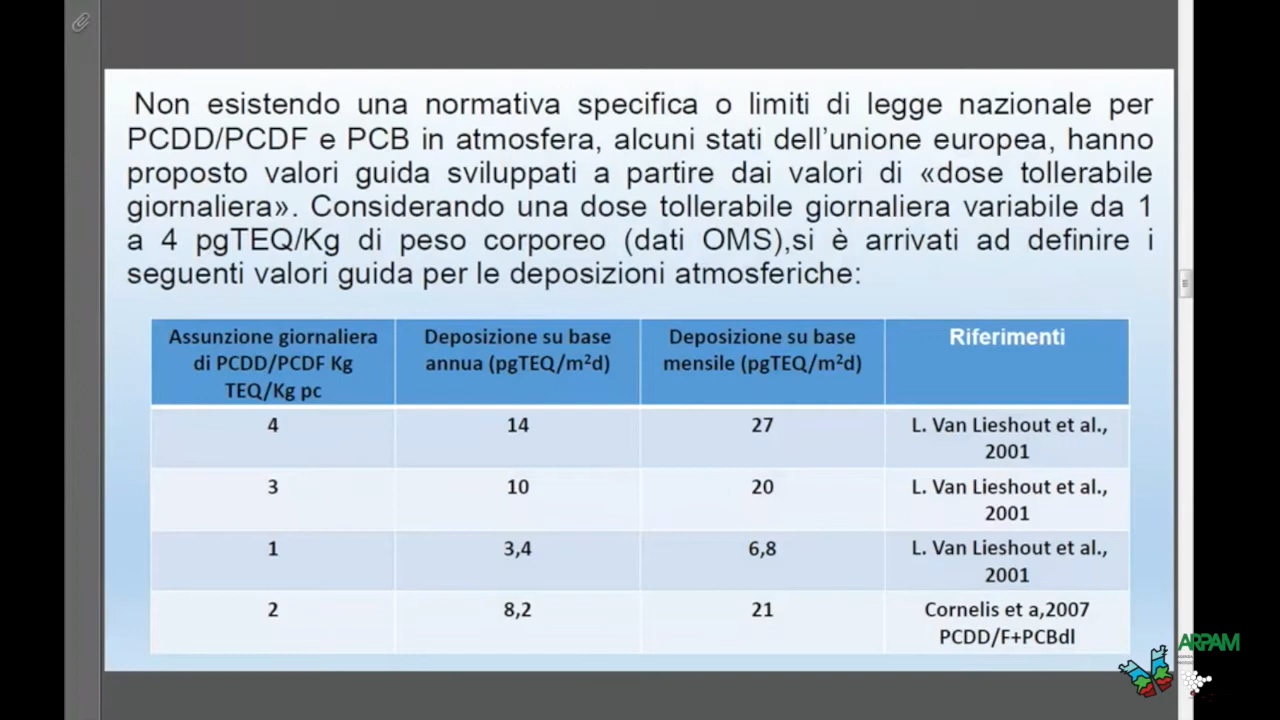 Non esistendo una normativa specifica o limiti di legge nazionale per
PCDD/PCDF e PCB in atmosfera, alcuni stati dell'unione europea, hanno
proposto valori guida sviluppati a partire dai valori di «dose tollerabile
giornaliera». Considerando una dose tollerabile giornaliera variabile da 1
a 4 pgTEQ/Kg di peso corporeo (dati OMS),si è arrivati ad definire i
seguenti valori guida per le deposizioni atmosferiche:
Assunzione giornaliera
di PCDD/PCDF Kg
TEQ/Kg pc
Deposizione su base
annua (pgTEQ/m²d)
Deposizione su base
mensile (pgTEQ/m²d)
Riferimenti
4
14
27
L. Van Lieshout et al.,
2001
3
10
20
L. Van Lieshout et al.,
2001
1
3,4
6,8
L. Van Lieshout et al.,
2001
2
8,2
21
Cornelis et a,2007
PCDD/F+PCBdl
ARPAM